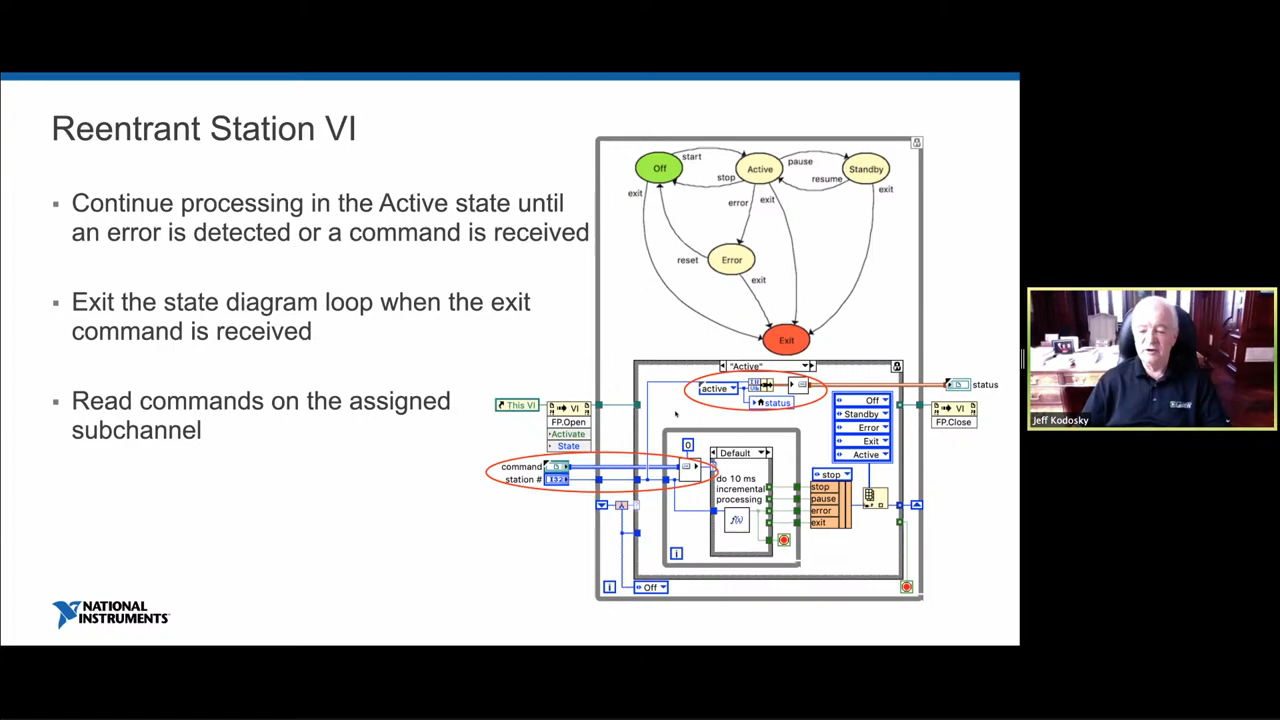 Reentrant Station VI
▪ Continue processing in the Active state until
an error is detected or a command is received
▪ Exit the state diagram loop when the exit
command is received
▪ Read commands on the assigned
subchannel
NATIONAL
INSTRUMENTS
Off
start
stop
Active
pause
resume
Standby
exit
error
exit
exit
Error
reset
exit
Exit
"Active"
active
status
status
This VI
VI
FP.Open
Activate
State
command
station #
I32
0
Default
do 10 ms
incremental
processing
f(x)
i
Off
Standby
Error
Exit
Active
stop
stop
pause
error
exit
VI
FP.Close
i
Off
Jeff Kodosky